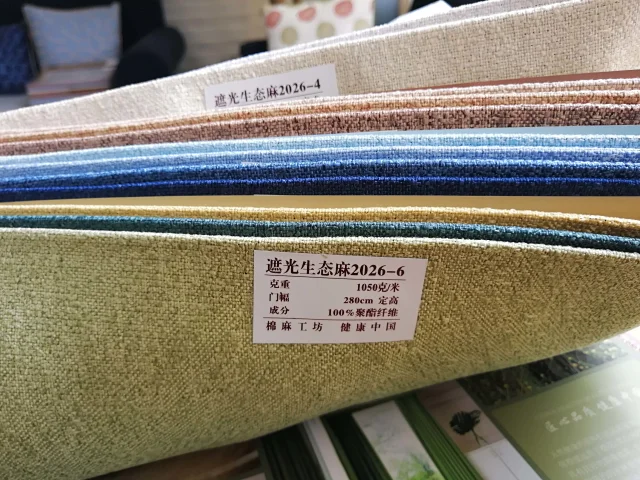 遮光生态麻2026-4
遮光生态麻2026-6
克重 1050克/米
门幅 280cm 定高
成分 100%聚酯纤维
棉麻工坊 健康中国